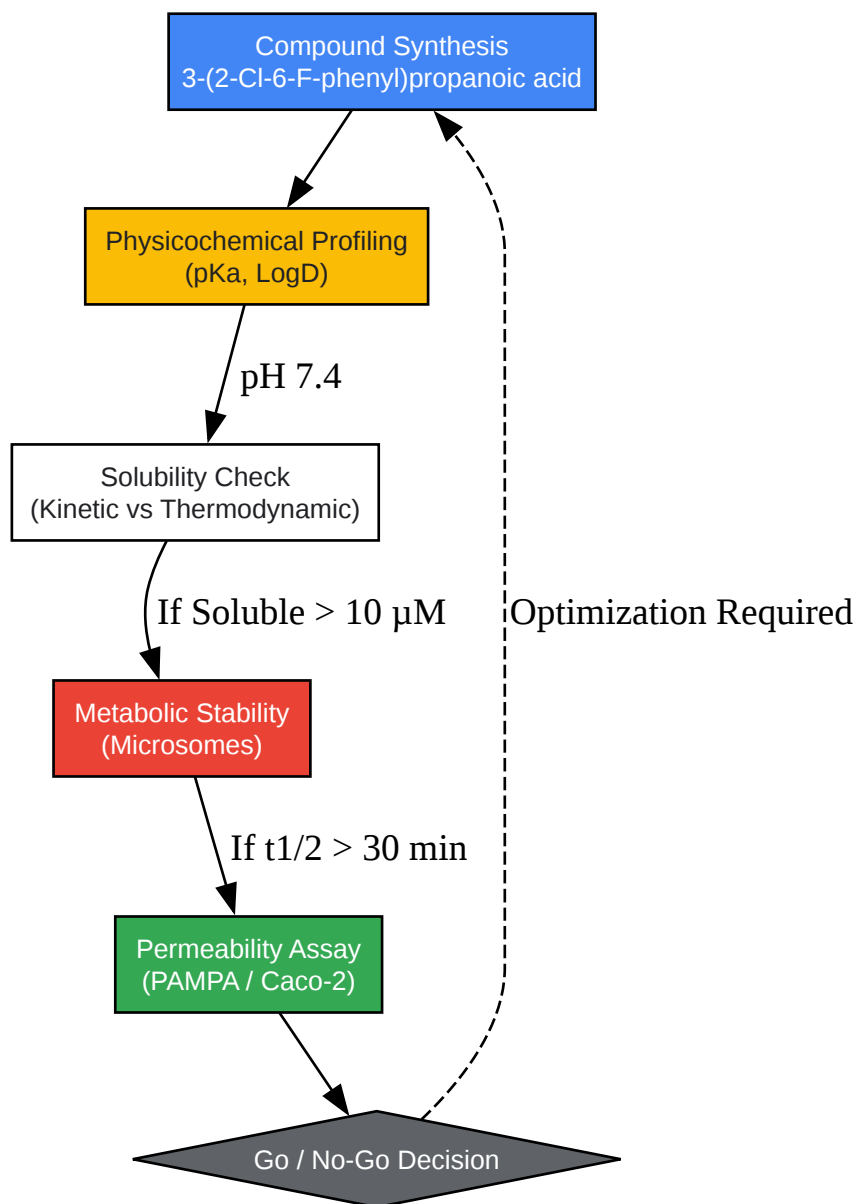 Compound Synthesis
3-(2-Cl-6-F-phenyl)propanoic acid
Physicochemical Profiling
(pKa, LogD)
pH 7.4
Solubility Check
(Kinetic vs Thermodynamic)
If Soluble > 10 µM
Optimization Required
Metabolic Stability
(Microsomes)
If t1/2 > 30 min
Permeability Assay
(PAMPA / Caco-2)
Go / No-Go Decision